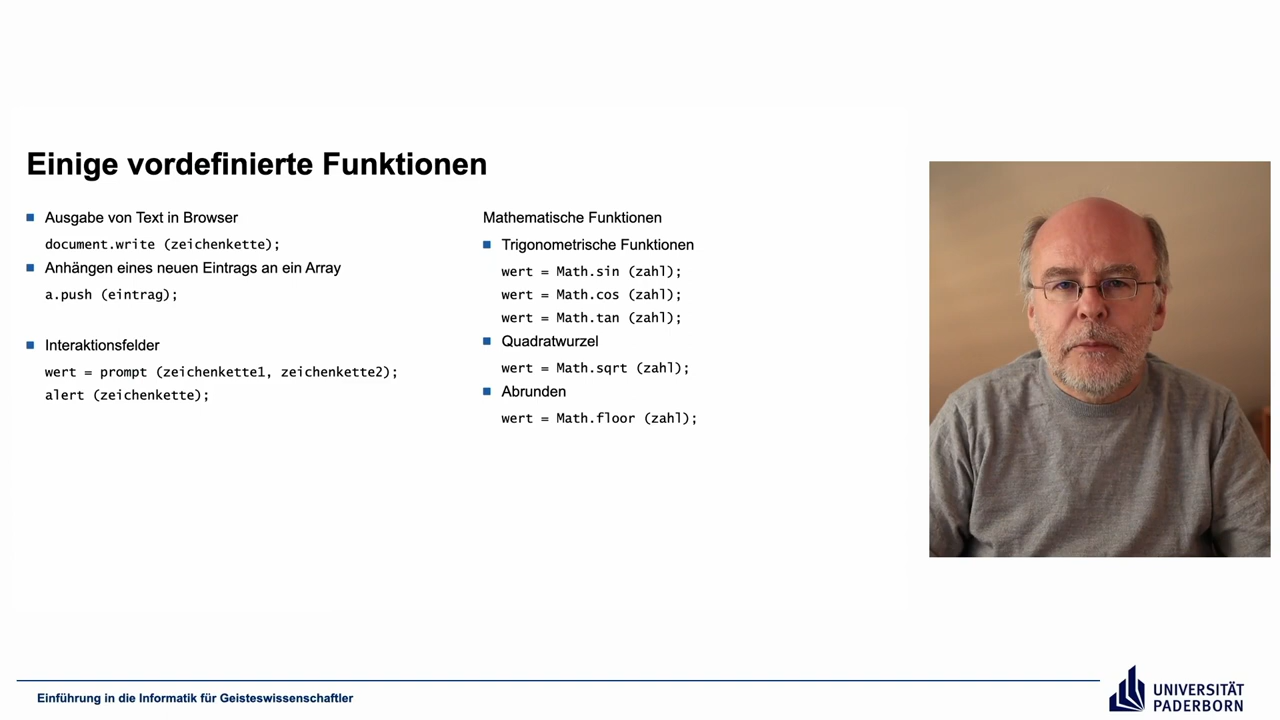 Einige vordefinierte Funktionen
Ausgabe von Text in Browser
document.write (zeichenkette);
Anhängen eines neuen Eintrags an ein Array
a.push (eintrag);
Interaktionsfelder
wert = prompt (zeichenkette1, zeichenkette2);
alert (zeichenkette);
Mathematische Funktionen
Trigonometrische Funktionen
wert = Math.sin (zahl);
wert = Math.cos (zahl);
wert = Math.tan (zahl);
Quadratwurzel
wert = Math.sqrt (zahl);
Abrunden
wert = Math.floor (zahl);
Einführung in die Informatik für Geisteswissenschaftler
UNIVERSITÄT
PADERBORN